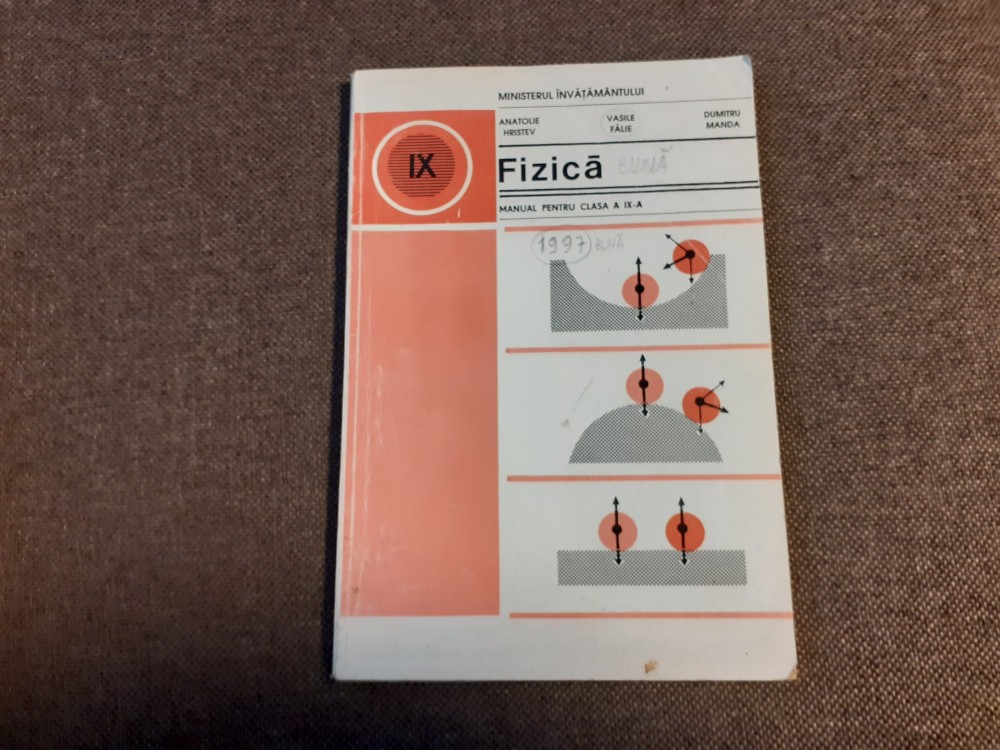 MINISTERUL ÎNVĂȚĂMÂNTULUI
ANATOLIE HRISTEV
VASILE FĂLIE
DUMITRU MANDA
IX
Fizică BUNĂ
MANUAL PENTRU CLASA A IX-A
1997 BUNĂ